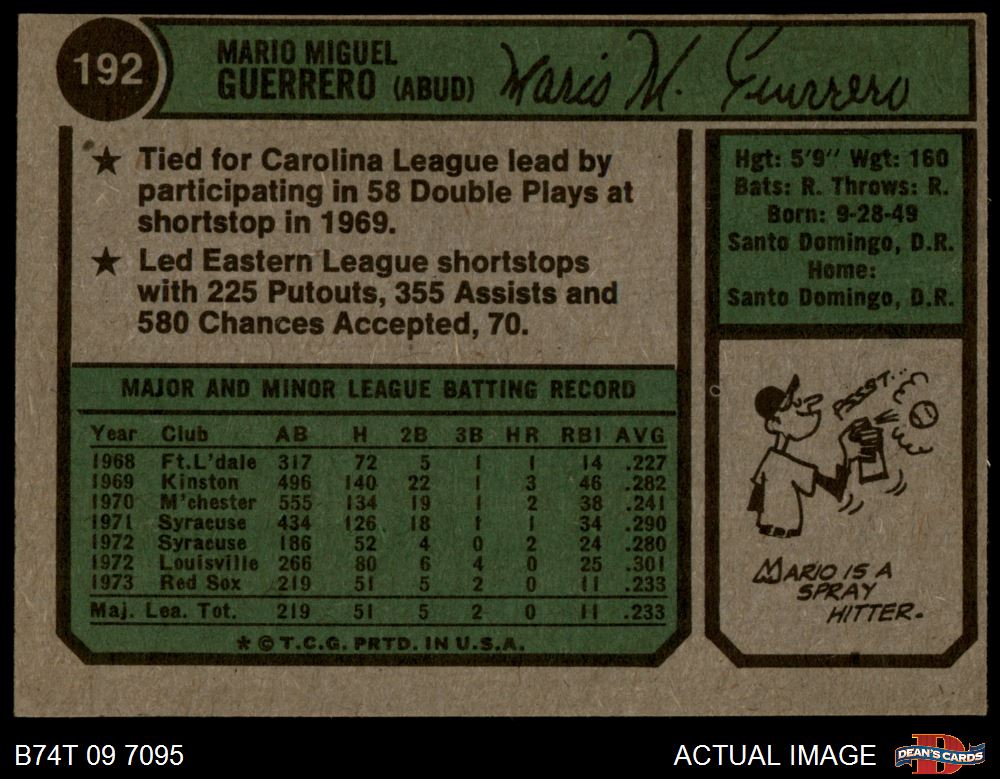 192
MARIO MIGUEL
GUERRERO (ABUD)
Mario M. Guerrero
★ Tied for Carolina League lead by
participating in 58 Double Plays at
shortstop in 1969.
★ Led Eastern League shortstops
with 225 Putouts, 355 Assists and
580 Chances Accepted, 70.
Hgt: 5'9" Wgt: 160
Bats: R. Throws: R.
Born: 9-28-49
Santo Domingo, D.R.
Home:
Santo Domingo, D.R.
MAJOR AND MINOR LEAGUE BATTING RECORD
Year Club AB H 2B 3B HR RBI AVG
1968 Ft.L'dale 317 72 5 1 1 14 .227
1969 Kinston 496 140 22 1 3 46 .282
1970 M'chester 555 134 19 1 2 38 .241
1971 Syracuse 434 126 18 1 1 34 .290
1972 Syracuse 186 52 4 0 2 24 .280
1972 Louisville 266 80 6 4 0 25 .301
1973 Red Sox 219 51 5 2 0 11 .233
Maj. Lea. Tot. 219 51 5 2 0 11 .233
* © T.C.G. PRTD. IN U.S.A.
PSSST...
MARIO IS A
SPRAY
HITTER.
B74T 09 7095
ACTUAL IMAGE
DEAN'S CARDS